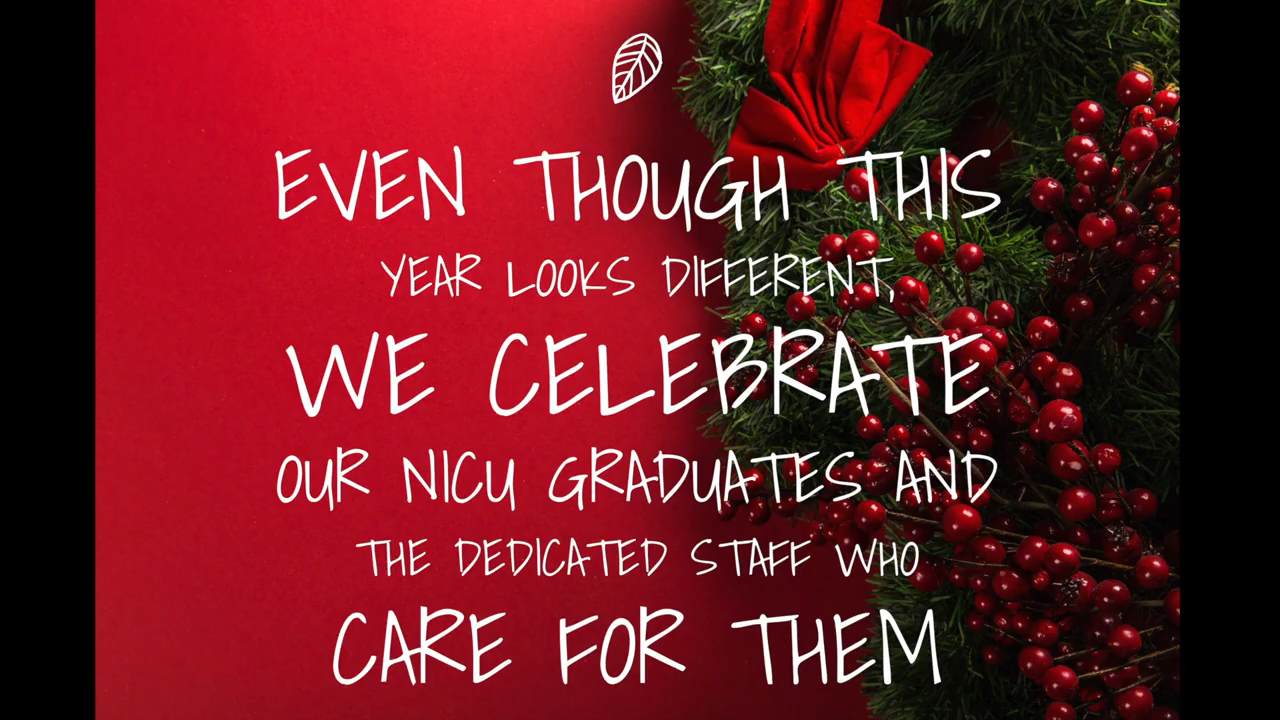 EVEN THOUGH THIS
YEAR LOOKS DIFFERENT,
WE CELEBRATE
OUR NICU GRADUATES AND
THE DEDICATED STAFF WHO
CARE FOR THEM